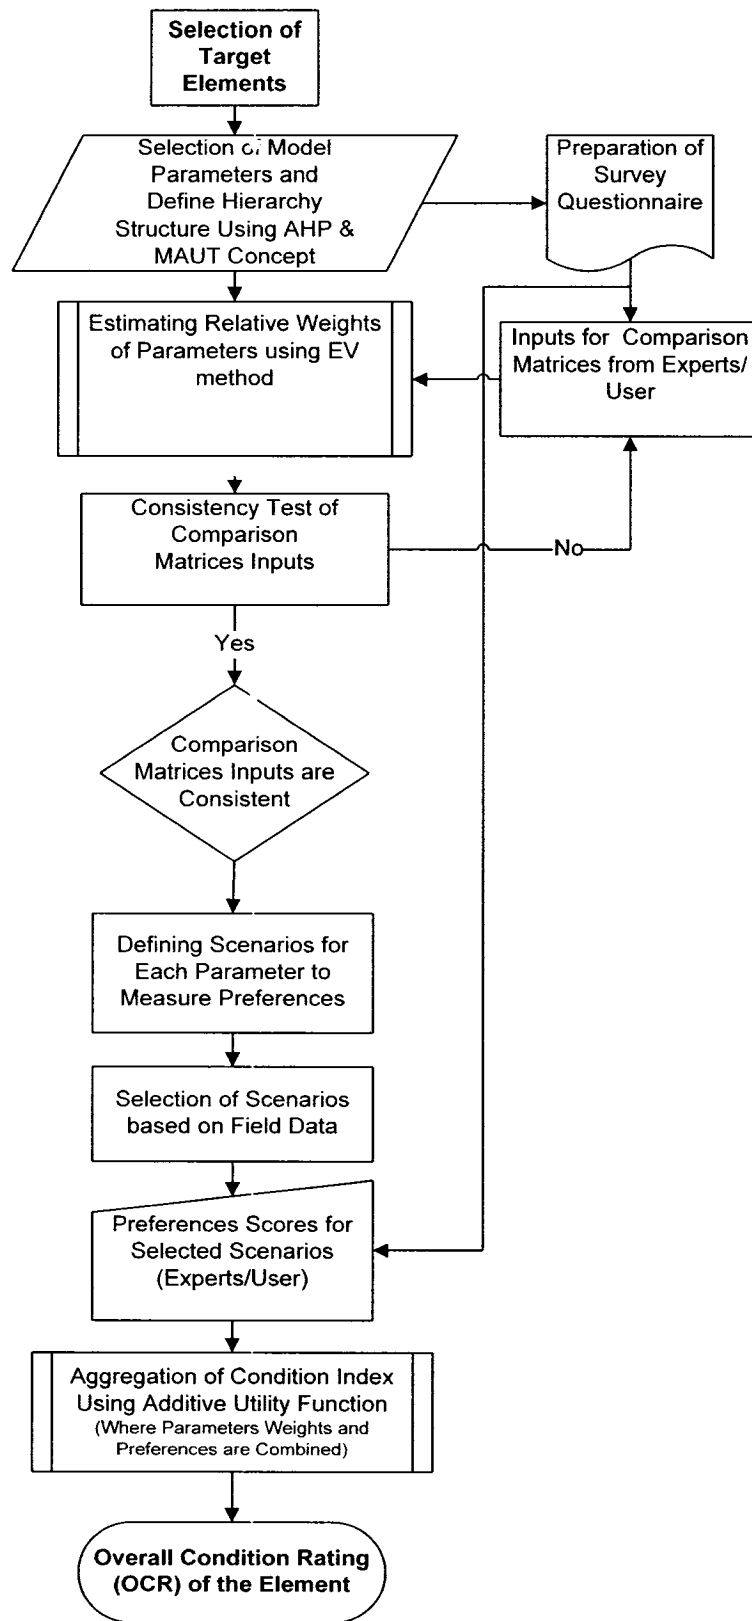 Selection of
Target
Elements
Selection of Model
Parameters and
Define Hierarchy
Structure Using AHP &
MAUT Concept
Preparation of
Survey
Questionnaire
Estimating Relative Weights
of Parameters using EV
method
Inputs for Comparison
Matrices from Experts/
User
Consistency Test of
Comparison
Matrices Inputs
No
Yes
Comparison
Matrices Inputs are
Consistent
Defining Scenarios for
Each Parameter to
Measure Preferences
Selection of Scenarios
based on Field Data
Preferences Scores for
Selected Scenarios
(Experts/User)
Aggregation of Condition Index
Using Additive Utility Function
(Where Parameters Weights and
Preferences are Combined)
Overall Condition Rating
(OCR) of the Element